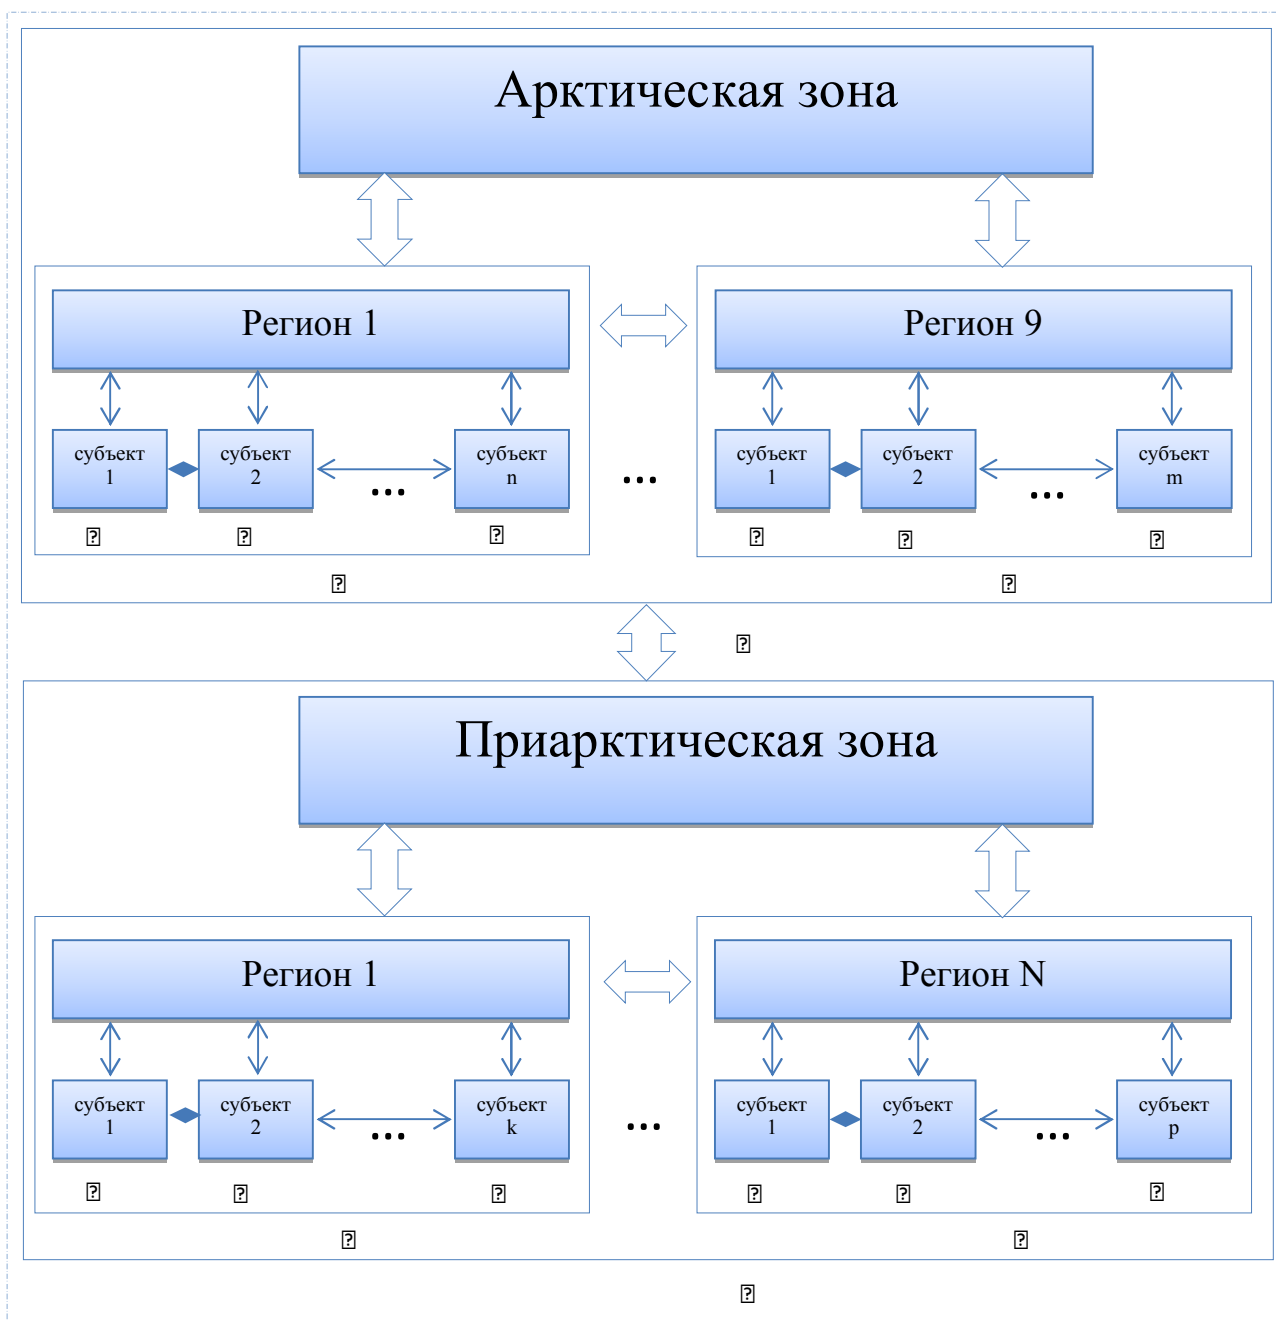 Арктическая зона
Регион 1
Регион 9
субъект
1
субъект
2
...
субъект
n
...
субъект
1
субъект
2
...
субъект
m
Приарктическая зона
Регион 1
Регион N
субъект
1
субъект
2
...
субъект
k
...
субъект
1
субъект
2
...
субъект
p